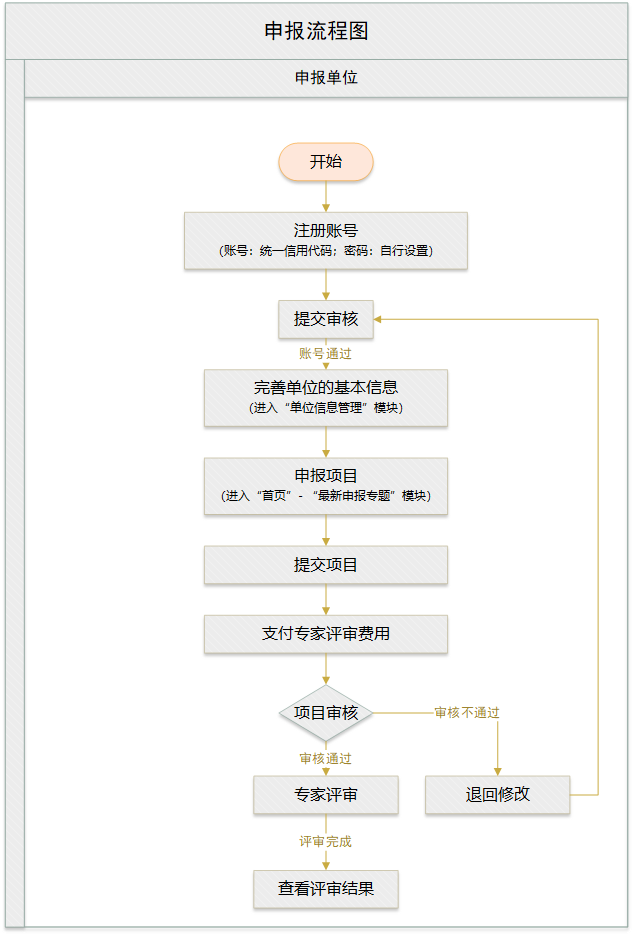 申报流程图
申报单位
开始
注册账号
（账号：统一信用代码；密码：自行设置）
提交审核
账号通过
完善单位的基本信息
（进入“单位信息管理”模块）
申报项目
（进入“首页”-“最新申报专题”模块）
提交项目
支付专家评审费用
项目审核
审核不通过
审核通过
专家评审
退回修改
评审完成
查看评审结果